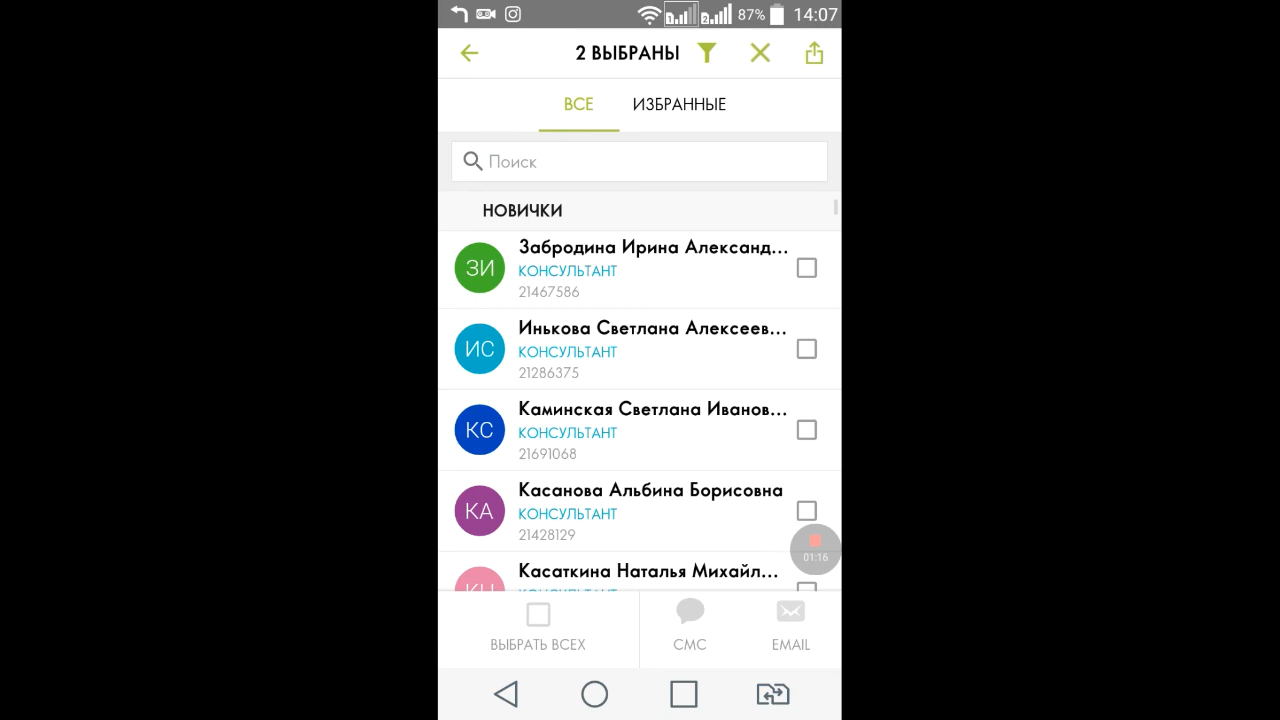 87% 14:07
2 ВЫБРАНЫ
ВСЕ ИЗБРАННЫЕ
Поиск
НОВИЧКИ
ЗИ
Забродина Ирина Александ...
КОНСУЛЬТАНТ
21467586
ИС
Инькова Светлана Алексеев...
КОНСУЛЬТАНТ
21286375
КС
Каминская Светлана Иванов...
КОНСУЛЬТАНТ
21691068
КА
Касанова Альбина Борисовна
КОНСУЛЬТАНТ
21428129
01:16
Касаткина Наталья Михайл...
ВЫБРАТЬ ВСЕХ
СМС
EMAIL